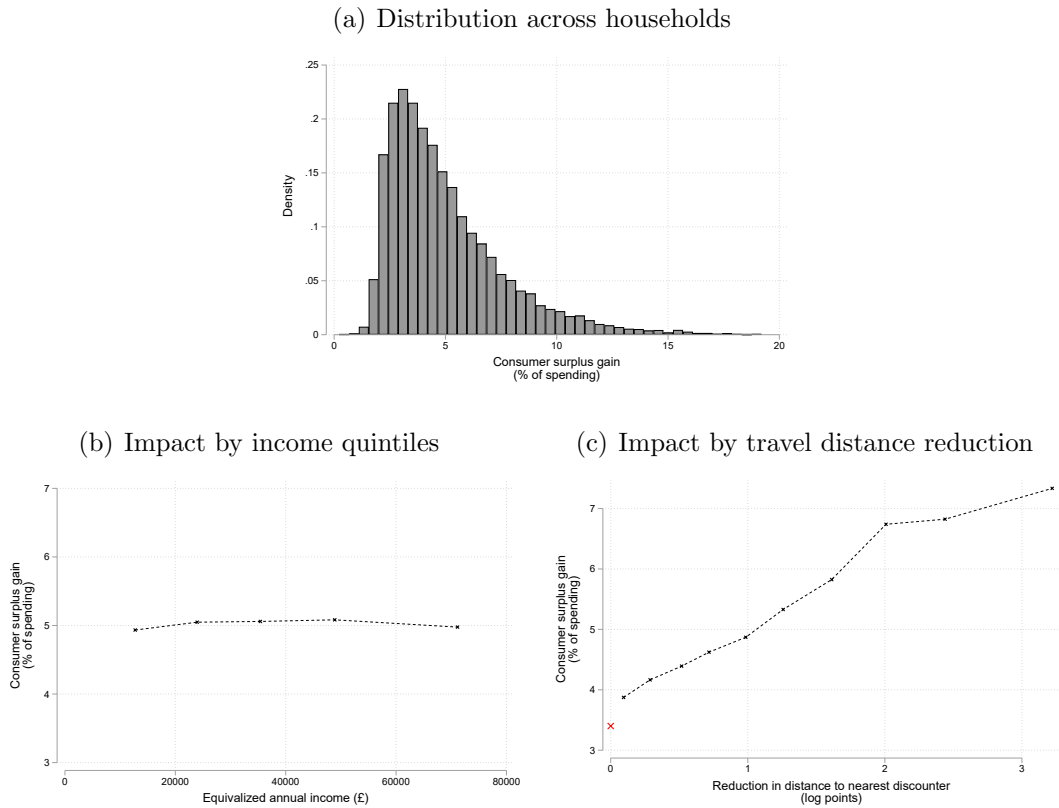 (a) Distribution across households
.25
.2
.15
.1
.05
0
Density
0 5 10 15 20
Consumer surplus gain
(% of spending)
(b) Impact by income quintiles
7
6
5
4
3
Consumer surplus gain
(% of spending)
0 20000 40000 60000 80000
Equivalized annual income (£)
(c) Impact by travel distance reduction
7
6
5
4
3
Consumer surplus gain
(% of spending)
0 1 2 3
Reduction in distance to nearest discounter
(log points)